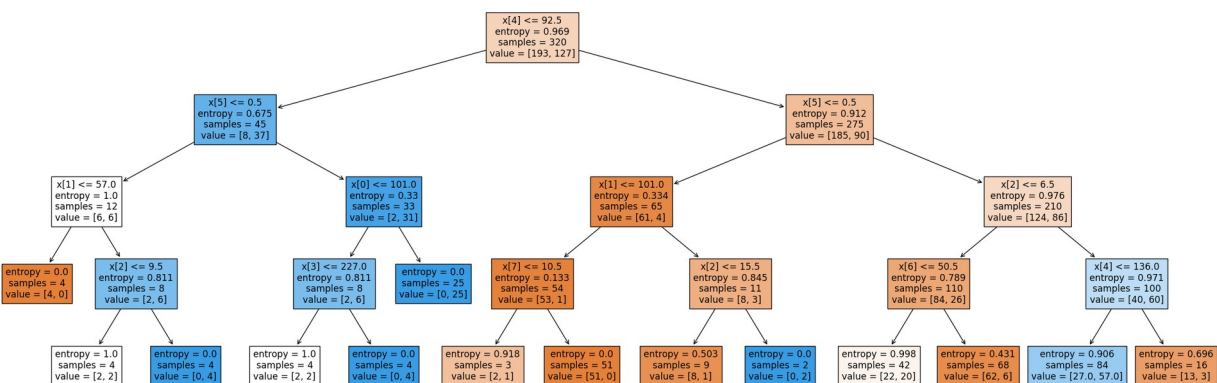 x[4] <= 92.5
entropy = 0.969
samples = 320
value = [193, 127]
x[5] <= 0.5
entropy = 0.675
samples = 45
value = [8, 37]
x[5] <= 0.5
entropy = 0.912
samples = 275
value = [185, 90]
x[1] <= 57.0
entropy = 1.0
samples = 12
value = [6, 6]
x[0] <= 101.0
entropy = 0.33
samples = 33
value = [2, 31]
x[1] <= 101.0
entropy = 0.334
samples = 65
value = [61, 4]
x[2] <= 6.5
entropy = 0.976
samples = 210
value = [124, 86]
entropy = 0.0
samples = 4
value = [4, 0]
x[2] <= 9.5
entropy = 0.811
samples = 8
value = [2, 6]
x[3] <= 227.0
entropy = 0.811
samples = 8
value = [2, 6]
entropy = 0.0
samples = 25
value = [0, 25]
x[7] <= 10.5
entropy = 0.133
samples = 54
value = [53, 1]
x[2] <= 15.5
entropy = 0.845
samples = 11
value = [8, 3]
x[6] <= 50.5
entropy = 0.789
samples = 110
value = [84, 26]
x[4] <= 136.0
entropy = 0.971
samples = 100
value = [40, 60]
entropy = 1.0
samples = 4
value = [2, 2]
entropy = 0.0
samples = 4
value = [0, 4]
entropy = 1.0
samples = 4
value = [2, 2]
entropy = 0.0
samples = 4
value = [0, 4]
entropy = 0.918
samples = 3
value = [2, 1]
entropy = 0.0
samples = 51
value = [51, 0]
entropy = 0.503
samples = 9
value = [8, 1]
entropy = 0.0
samples = 2
value = [0, 2]
entropy = 0.998
samples = 42
value = [22, 20]
entropy = 0.431
samples = 68
value = [62, 6]
entropy = 0.906
samples = 84
value = [27.0, 57.0]
entropy = 0.696
samples = 16
value = [13, 3]